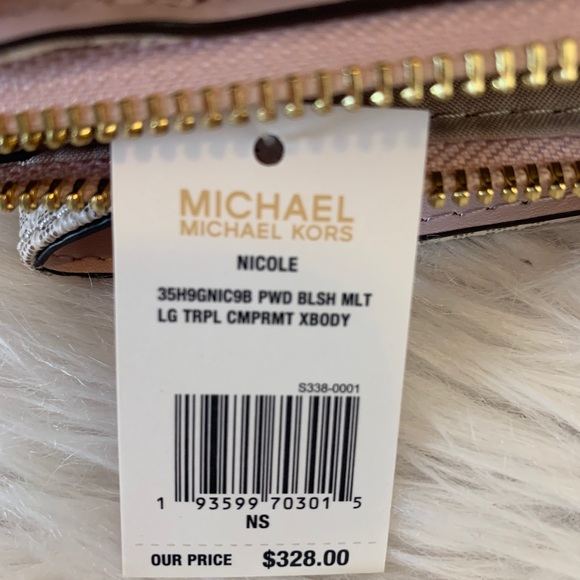 MICHAEL
MICHAEL KORS
NICOLE
35H9GNIC9B PWD BLSH MLT
LG TRPL CMPRMT XBODY
S338-0001
1 93599 70301 5
NS
OUR PRICE $328.00